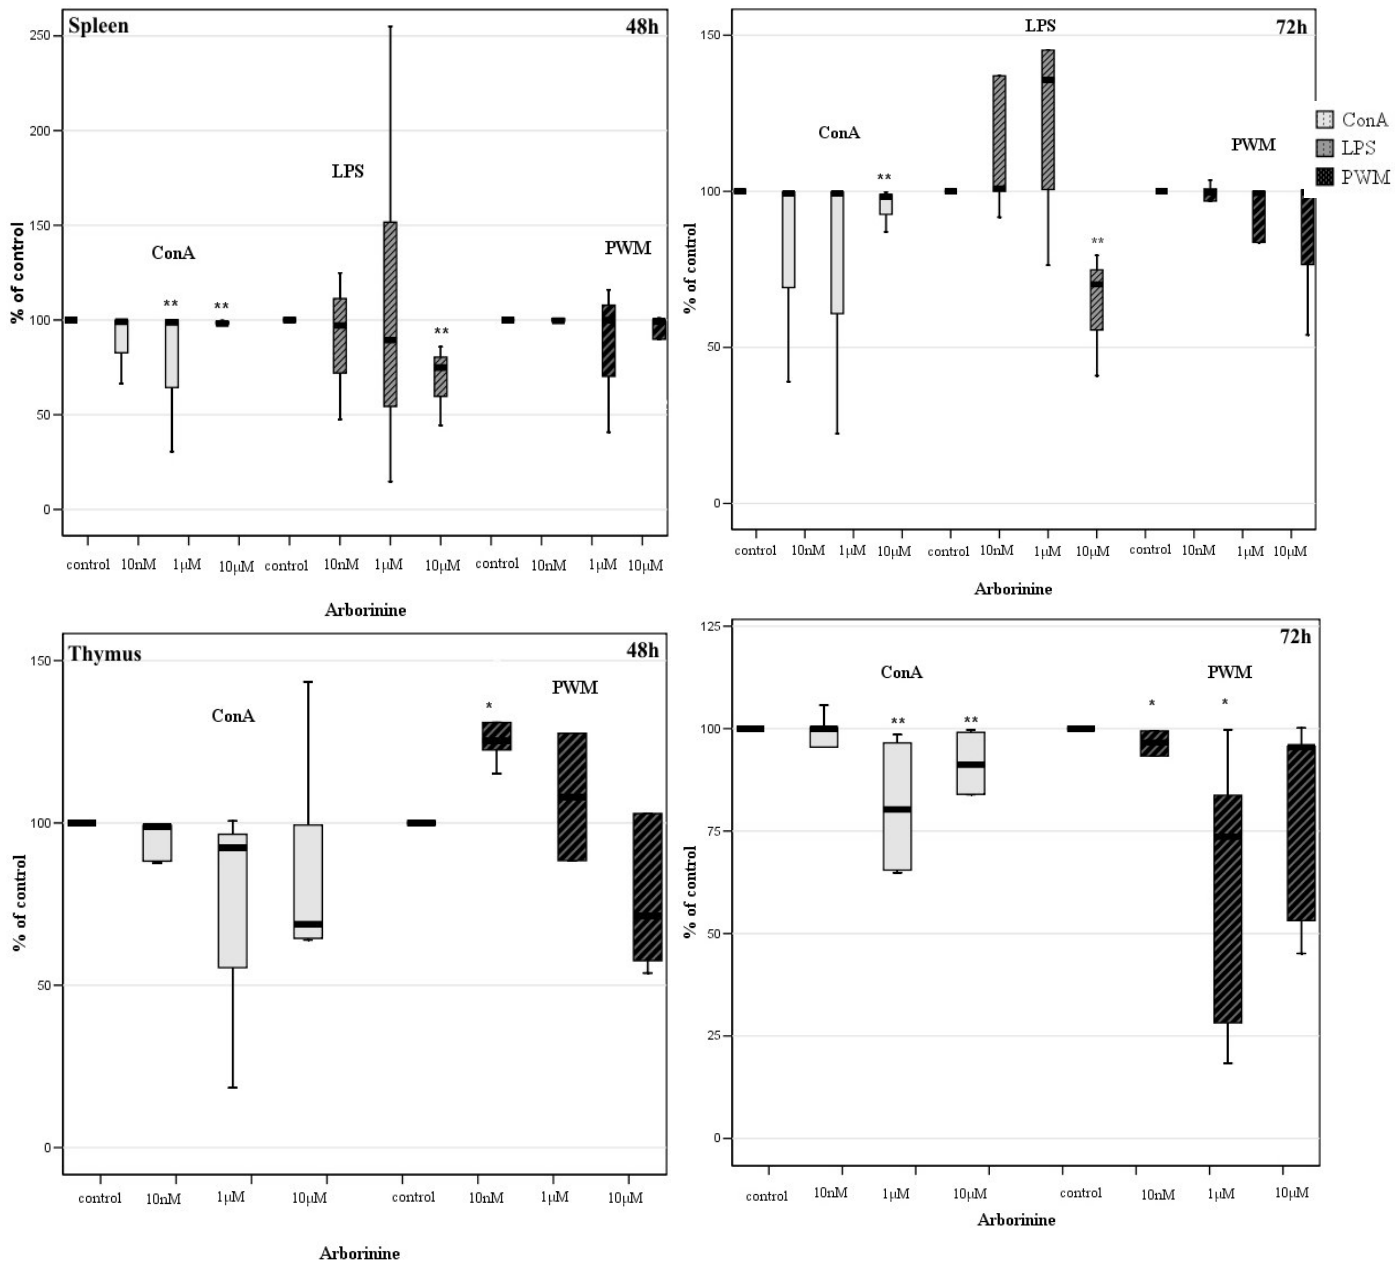 Spleen 48h
250
200
150
100
50
0
% of control
ConA
LPS
PWM
**
**
**
control 10nM 1μM 10μM control 10nM 1μM 10μM control 10nM 1μM 10μM
Arborinine
72h
150
100
50
0
% of control
ConA
LPS
PWM
**
**
control 10nM 1μM 10μM control 10nM 1μM 10μM control 10nM 1μM 10μM
Arborinine
ConA
LPS
PWM
Thymus 48h
150
100
50
0
% of control
ConA
PWM
*
control 10nM 1μM 10μM control 10nM 1μM 10μM
Arborinine
72h
125
100
75
50
25
0
% of control
ConA
PWM
**
**
*
*
control 10nM 1μM 10μM control 10nM 1μM 10μM
Arborinine